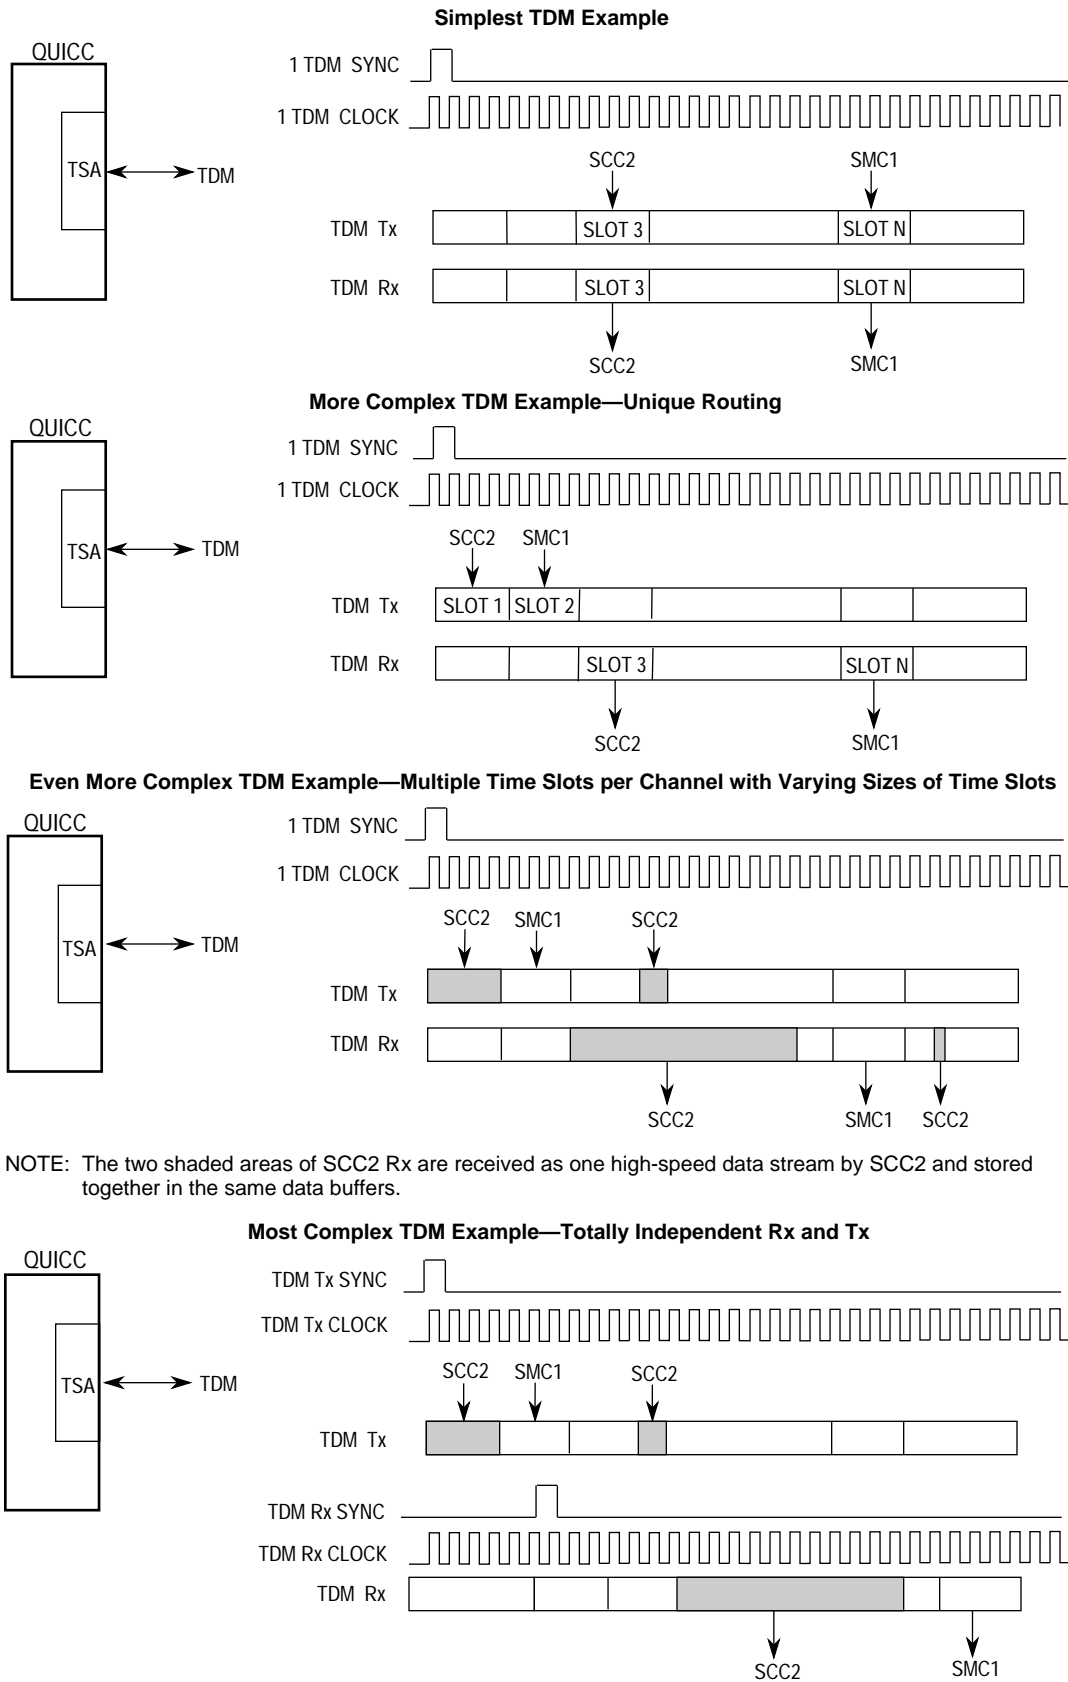 Simplest TDM Example
QUICC
1 TDM SYNC
1 TDM CLOCK
TSA
TDM
SCC2 SMC1
TDM Tx SLOT 3 SLOT N
TDM Rx SLOT 3 SLOT N
SCC2 SMC1
More Complex TDM Example—Unique Routing
QUICC
1 TDM SYNC
1 TDM CLOCK
TSA
TDM
SCC2 SMC1
TDM Tx SLOT 1 SLOT 2
TDM Rx SLOT 3 SLOT N
SCC2 SMC1
Even More Complex TDM Example—Multiple Time Slots per Channel with Varying Sizes of Time Slots
QUICC
1 TDM SYNC
1 TDM CLOCK
TSA
TDM
SCC2 SMC1 SCC2
TDM Tx
TDM Rx
SCC2 SMC1 SCC2
NOTE: The two shaded areas of SCC2 Rx are received as one high-speed data stream by SCC2 and stored
together in the same data buffers.
Most Complex TDM Example—Totally Independent Rx and Tx
QUICC
TDM Tx SYNC
TDM Tx CLOCK
TSA
TDM
SCC2 SMC1 SCC2
TDM Tx
TDM Rx SYNC
TDM Rx CLOCK
TDM Rx
SCC2 SMC1